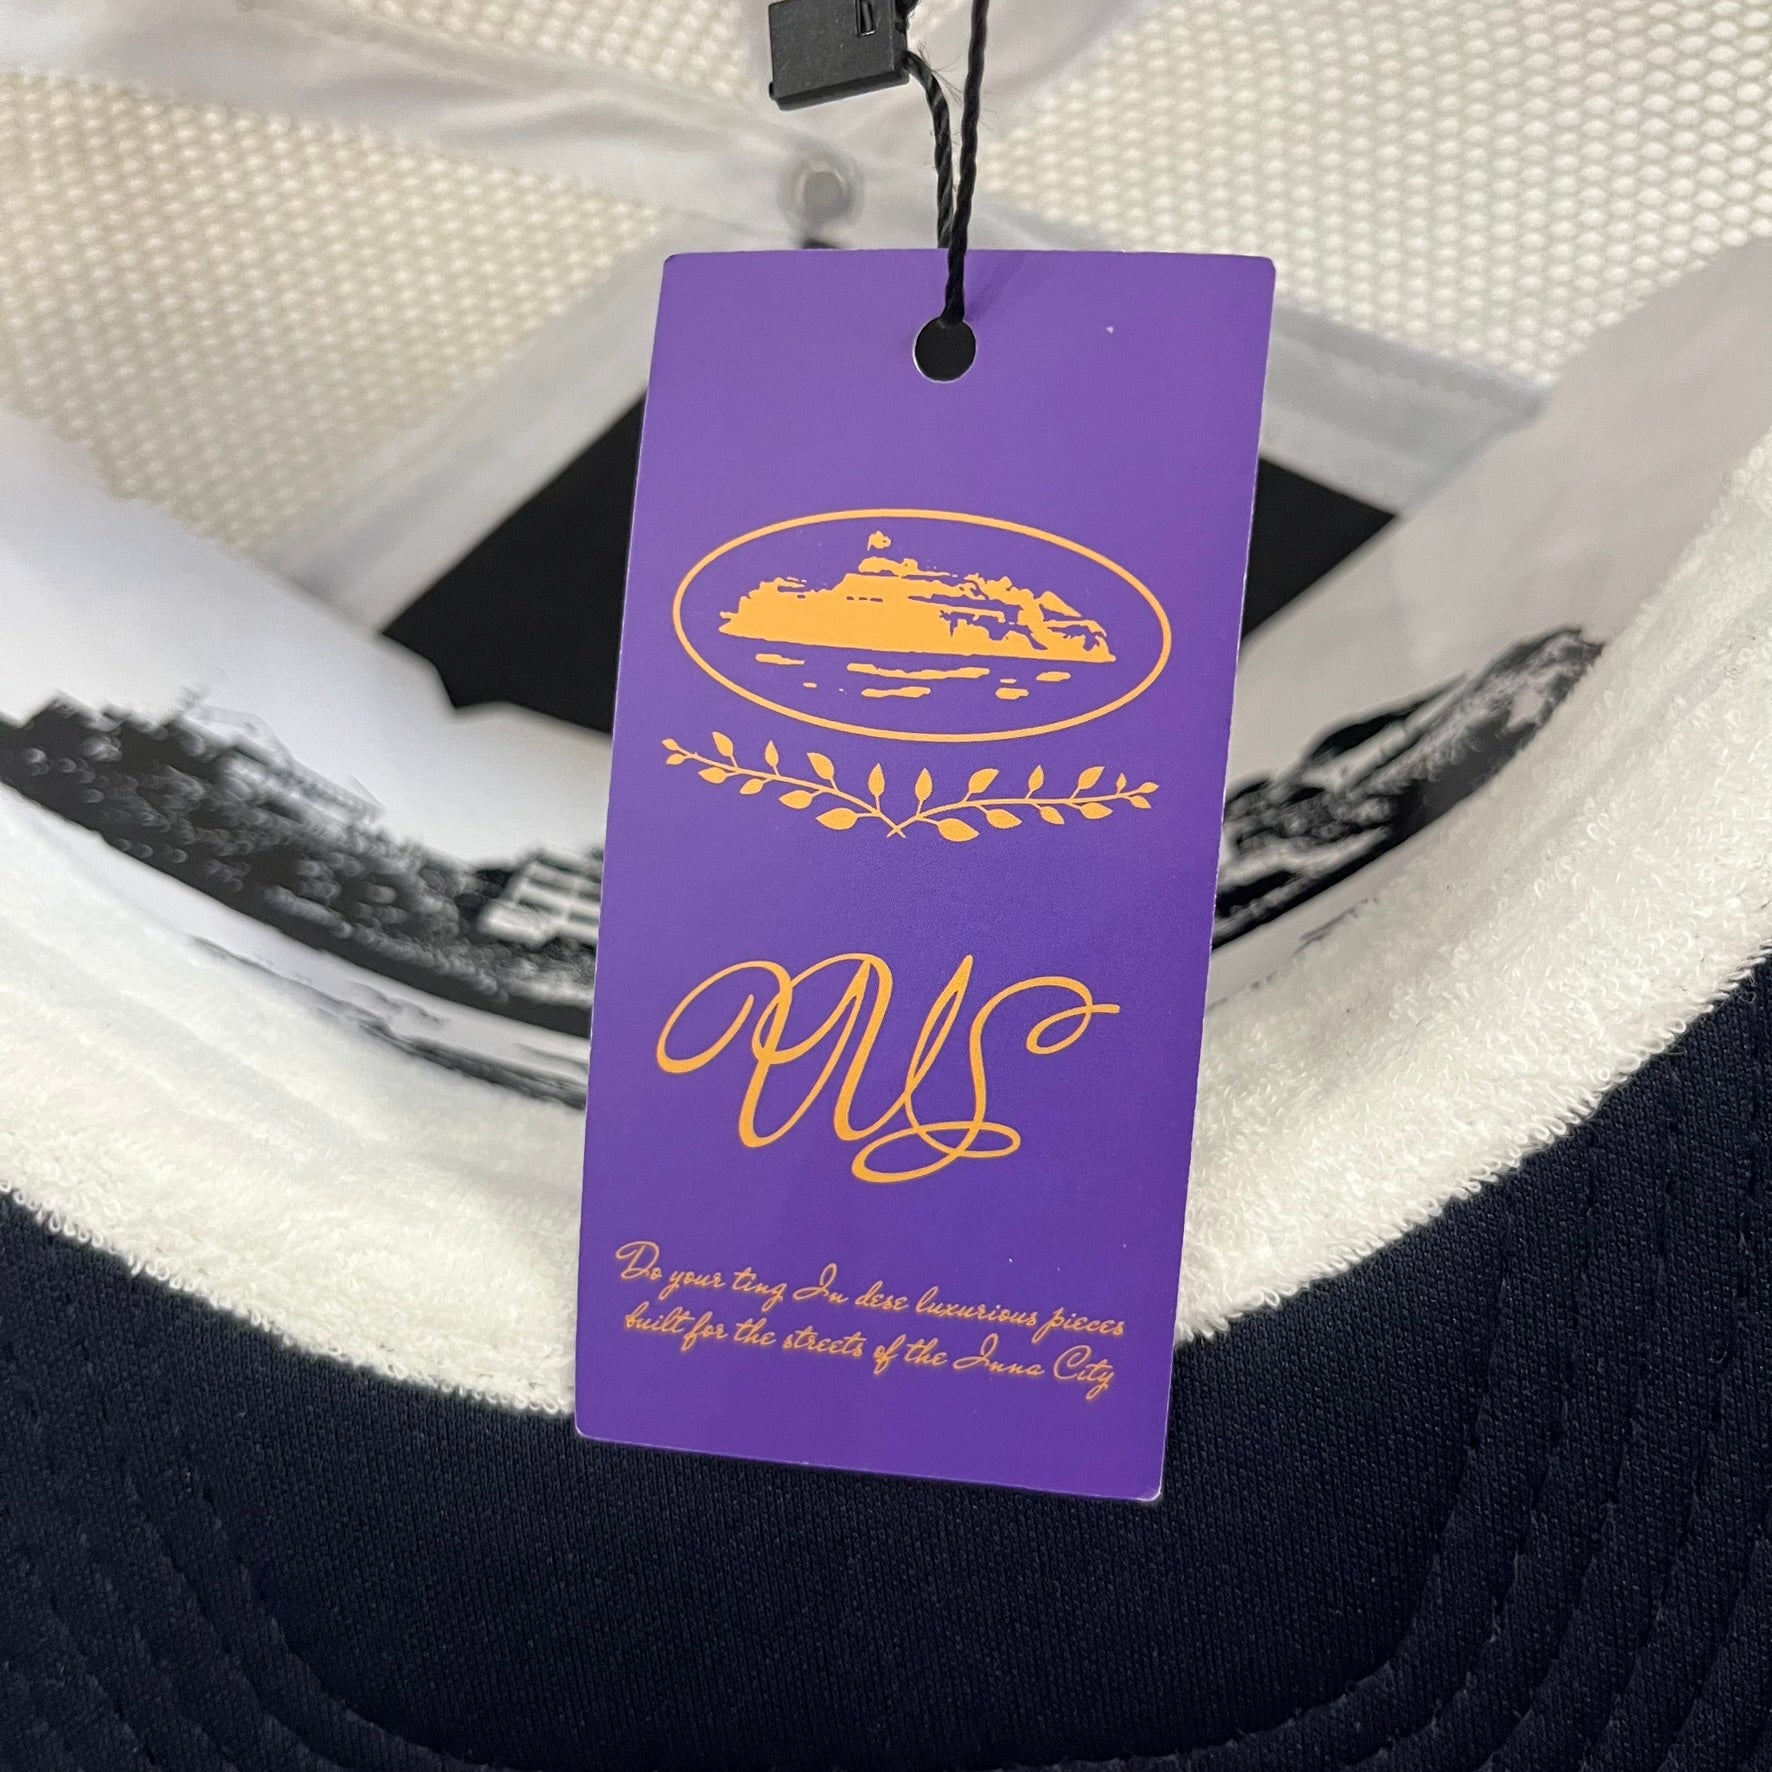 Do your ting In dese luxurious pieces
built for the streets of the Inna City